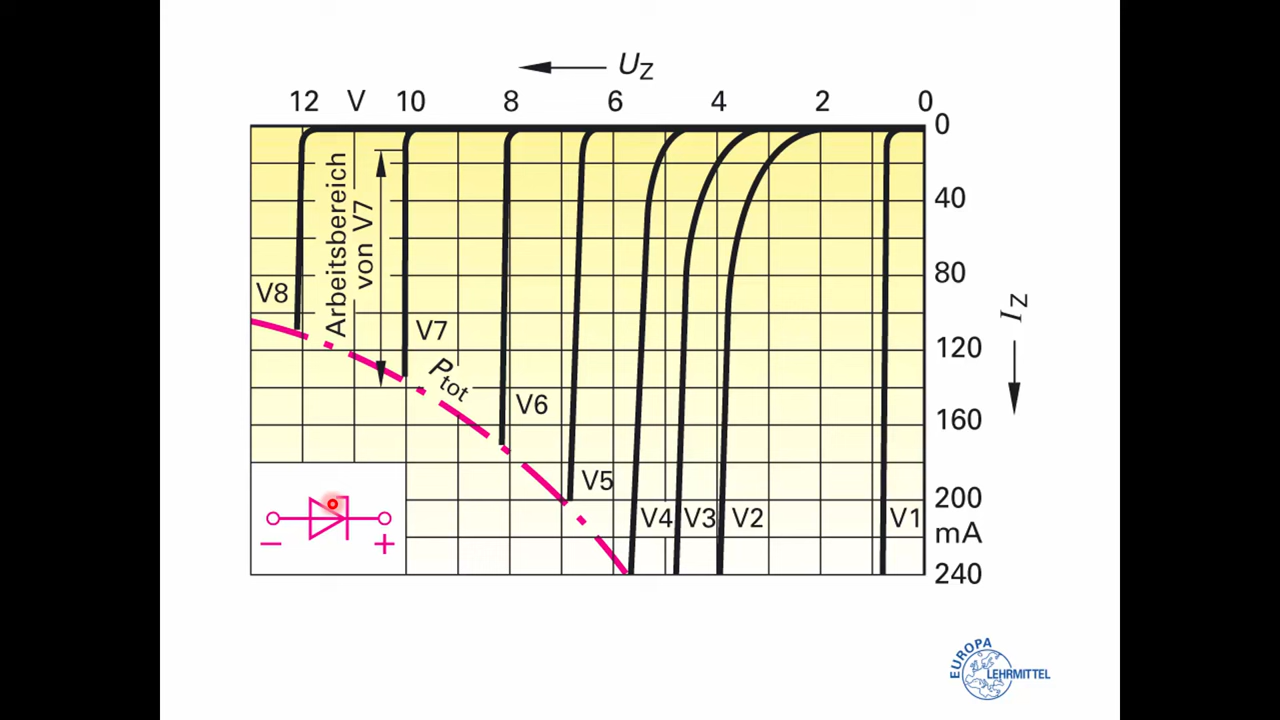 U_Z
12 V 10 8 6 4 2 0
0
40
80
120
160
200
mA
240
I_Z
Arbeitsbereich
von V7
V8
V7
P_tot
V6
V5
V4
V3
V2
V1
− +
EUROPA
LEHRMITTEL